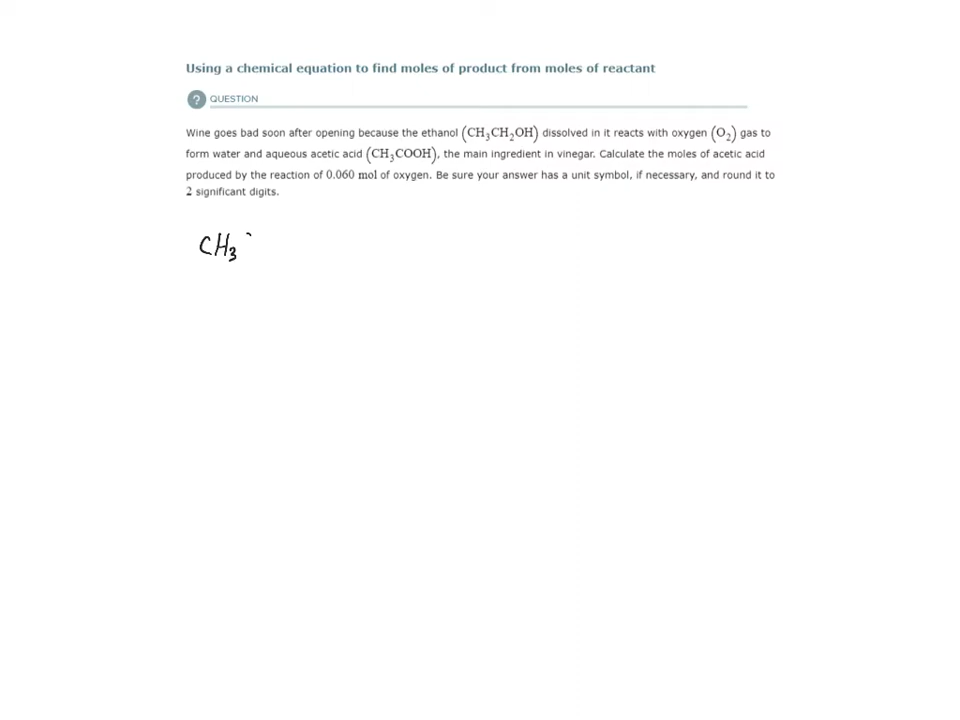 Using a chemical equation to find moles of product from moles of reactant
? QUESTION
Wine goes bad soon after opening because the ethanol (CH₃CH₂OH) dissolved in it reacts with oxygen (O₂) gas to
form water and aqueous acetic acid (CH₃COOH), the main ingredient in vinegar. Calculate the moles of acetic acid
produced by the reaction of 0.060 mol of oxygen. Be sure your answer has a unit symbol, if necessary, and round it to
2 significant digits.
CH₃